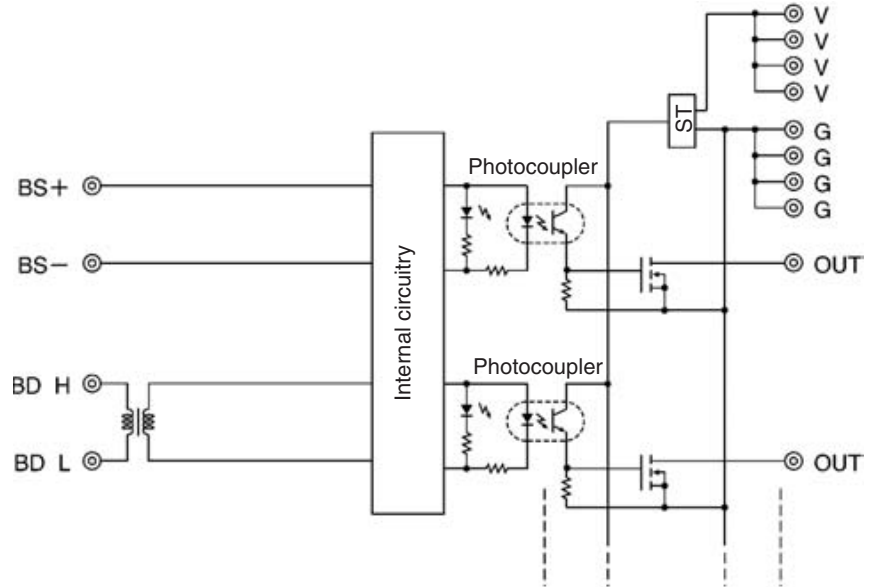 V
V
V
V
ST
G
G
G
G
Photocoupler
BS+
BS−
OUT
Internal circuitry
Photocoupler
BD H
BD L
OUT